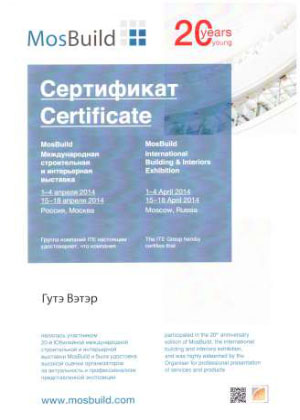 MosBuild
20 years
young
Сертификат
Certificate
MosBuild
Международная
строительная
и интерьерная
выставка
MosBuild
International
Building & Interiors
Exhibition
1–4 апреля 2014
15–18 апреля 2014
Россия, Москва
1–4 April 2014
15–18 April 2014
Moscow, Russia
Группа компаний ITE настоящим
удостоверяет, что компания
The ITE Group hereby
certifies that
Гутэ Вэтэр
являлась участником
20-й Юбилейной международной
строительной и интерьерной
выставки MosBuild и была удостоена
высокой оценки организаторов
за актуальность и профессионализм
представленной экспозиции
participated in the 20th anniversary
edition of MosBuild, the international
building and interiors exhibition,
and was highly esteemed by the
Organiser for professional presentation
of services and products
www.mosbuild.com